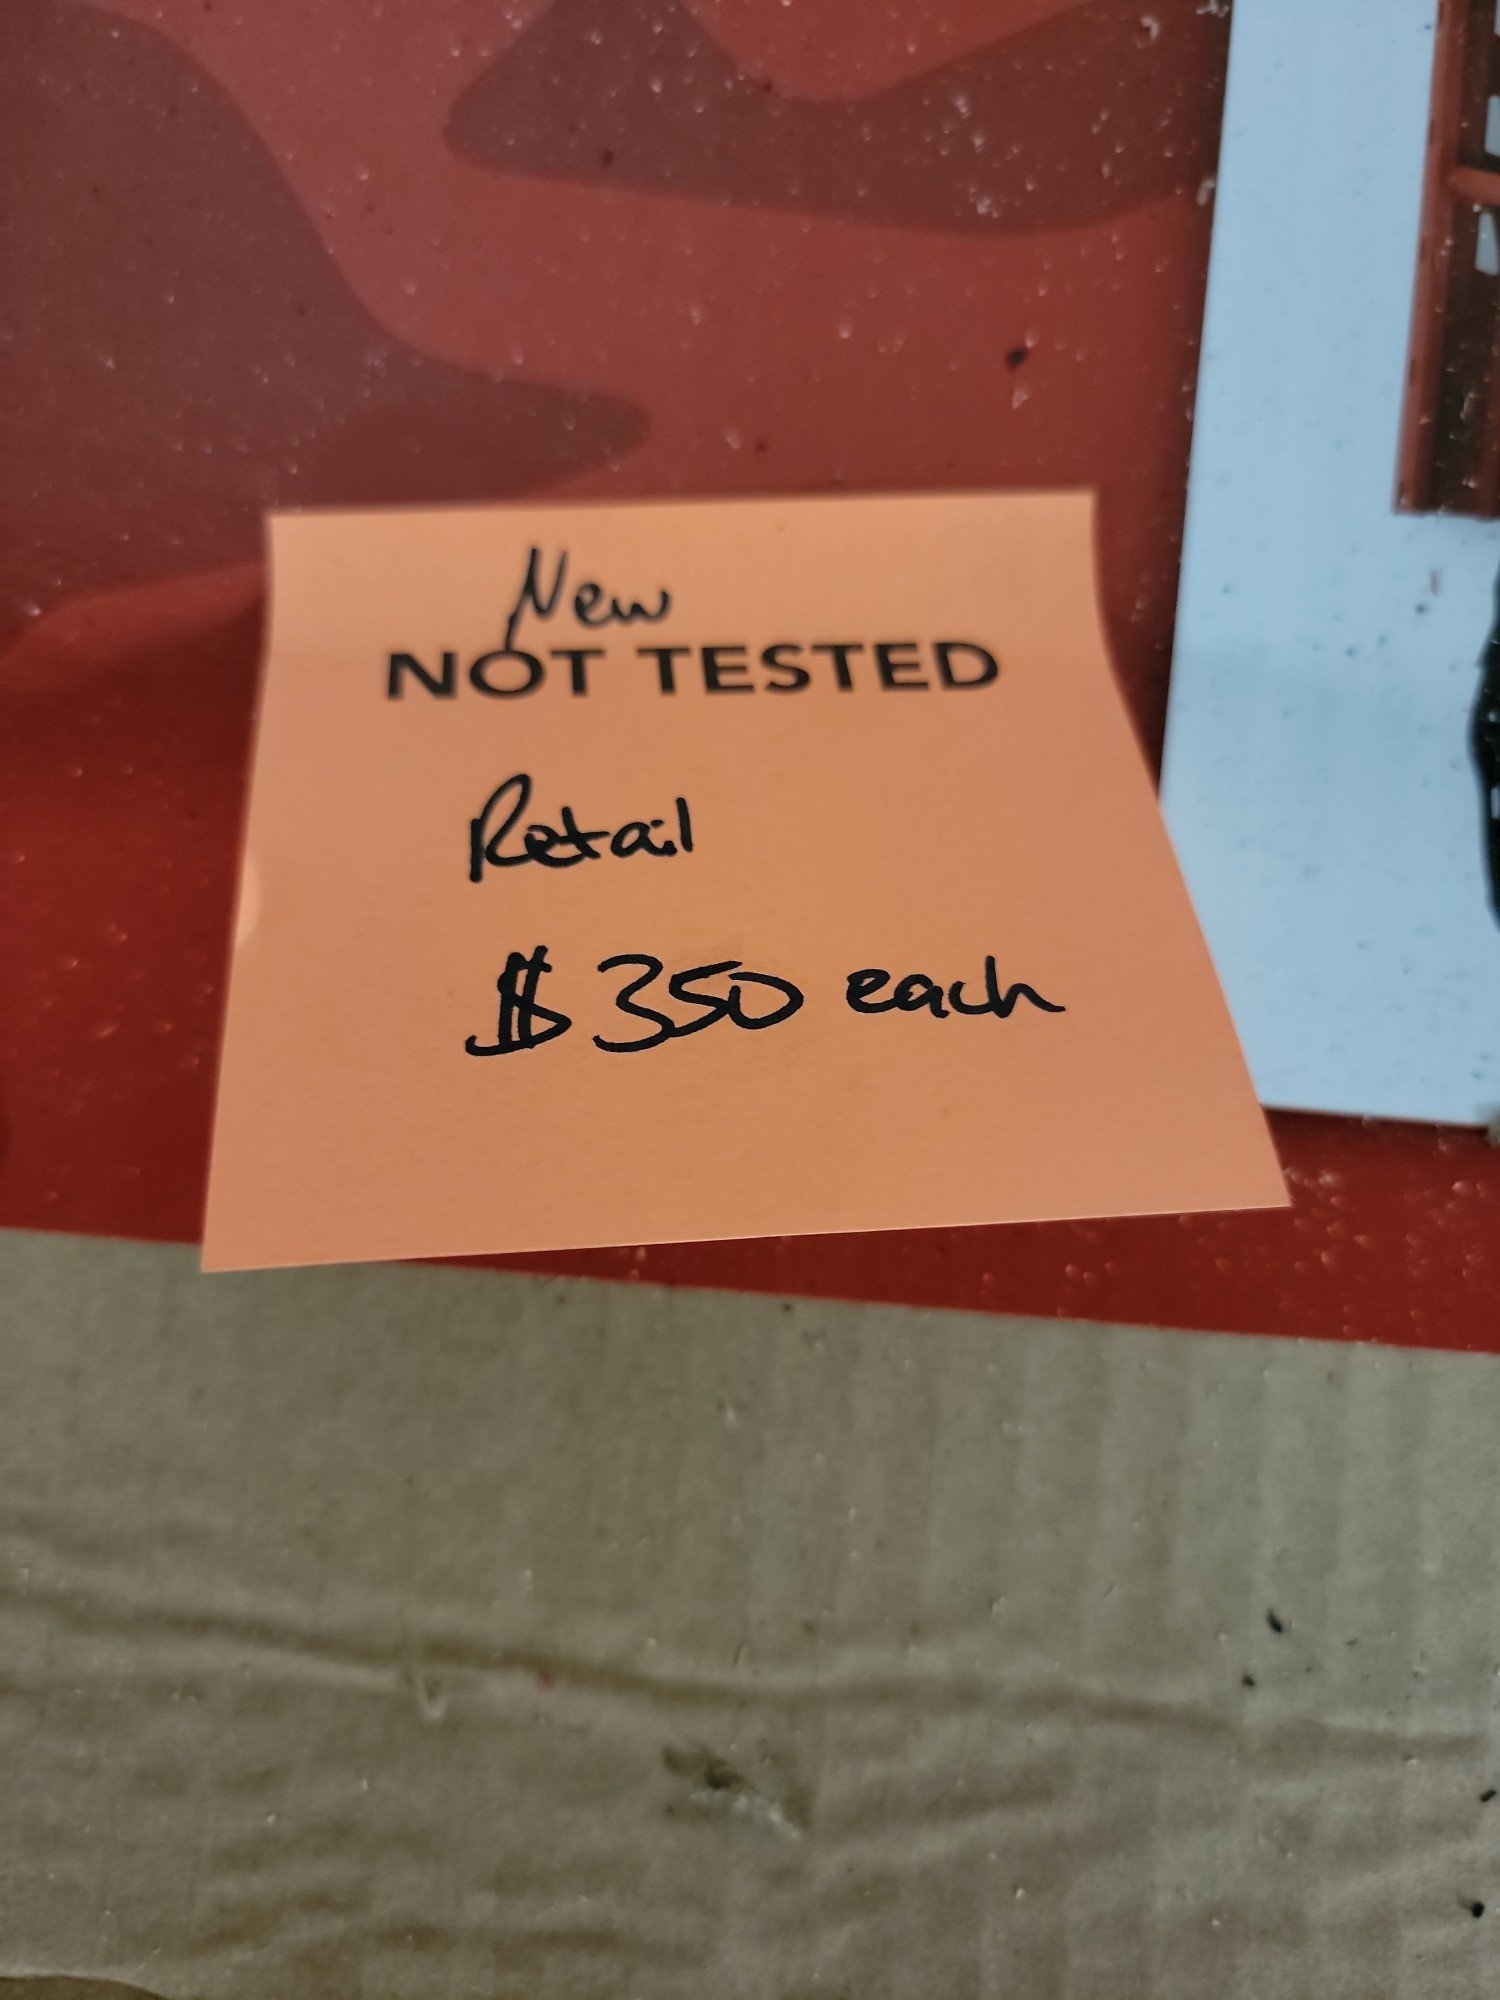 New
NOT TESTED
Retail
$350 each